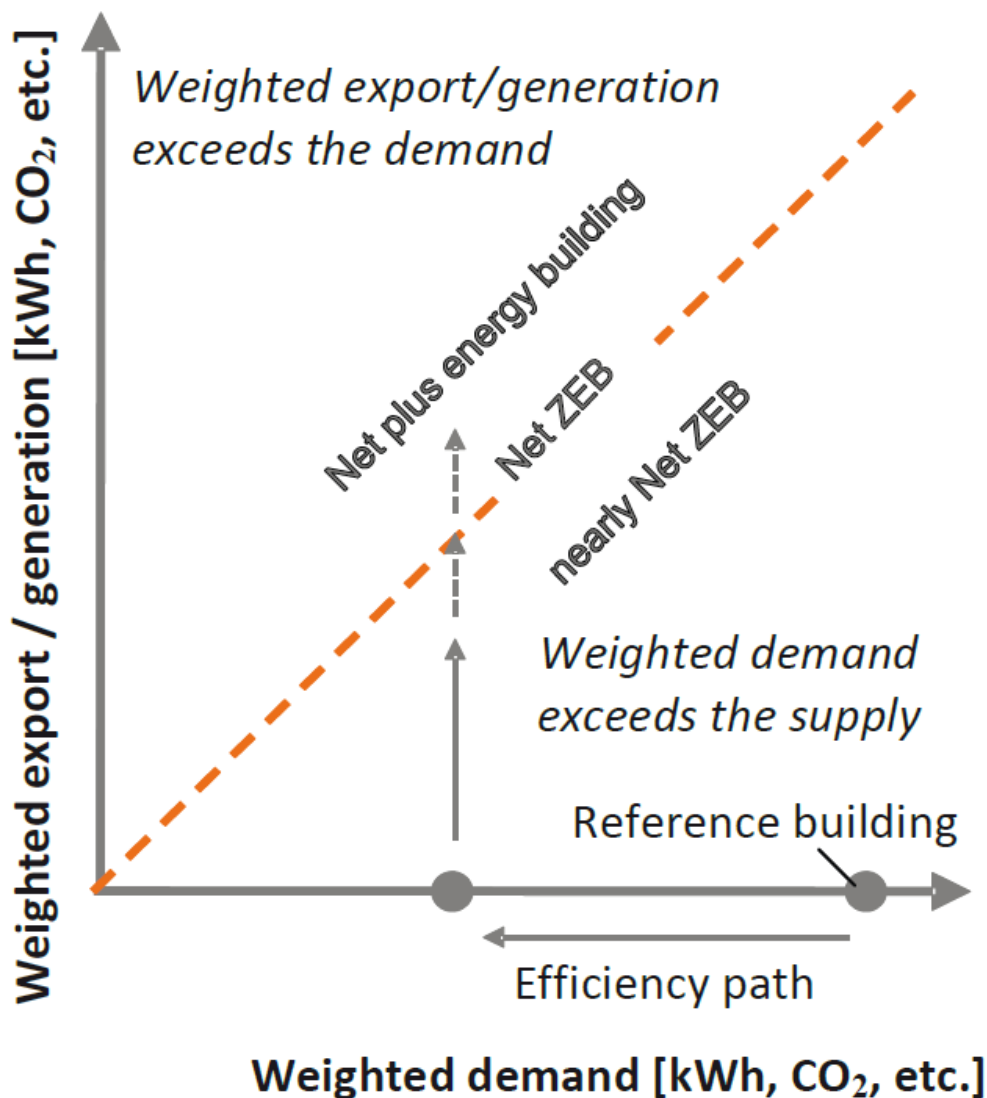 Weighted export / generation [kWh, CO₂, etc.]
Weighted export/generation
exceeds the demand
Net plus energy building
Net ZEB
nearly Net ZEB
Weighted demand
exceeds the supply
Reference building
Efficiency path
Weighted demand [kWh, CO₂, etc.]